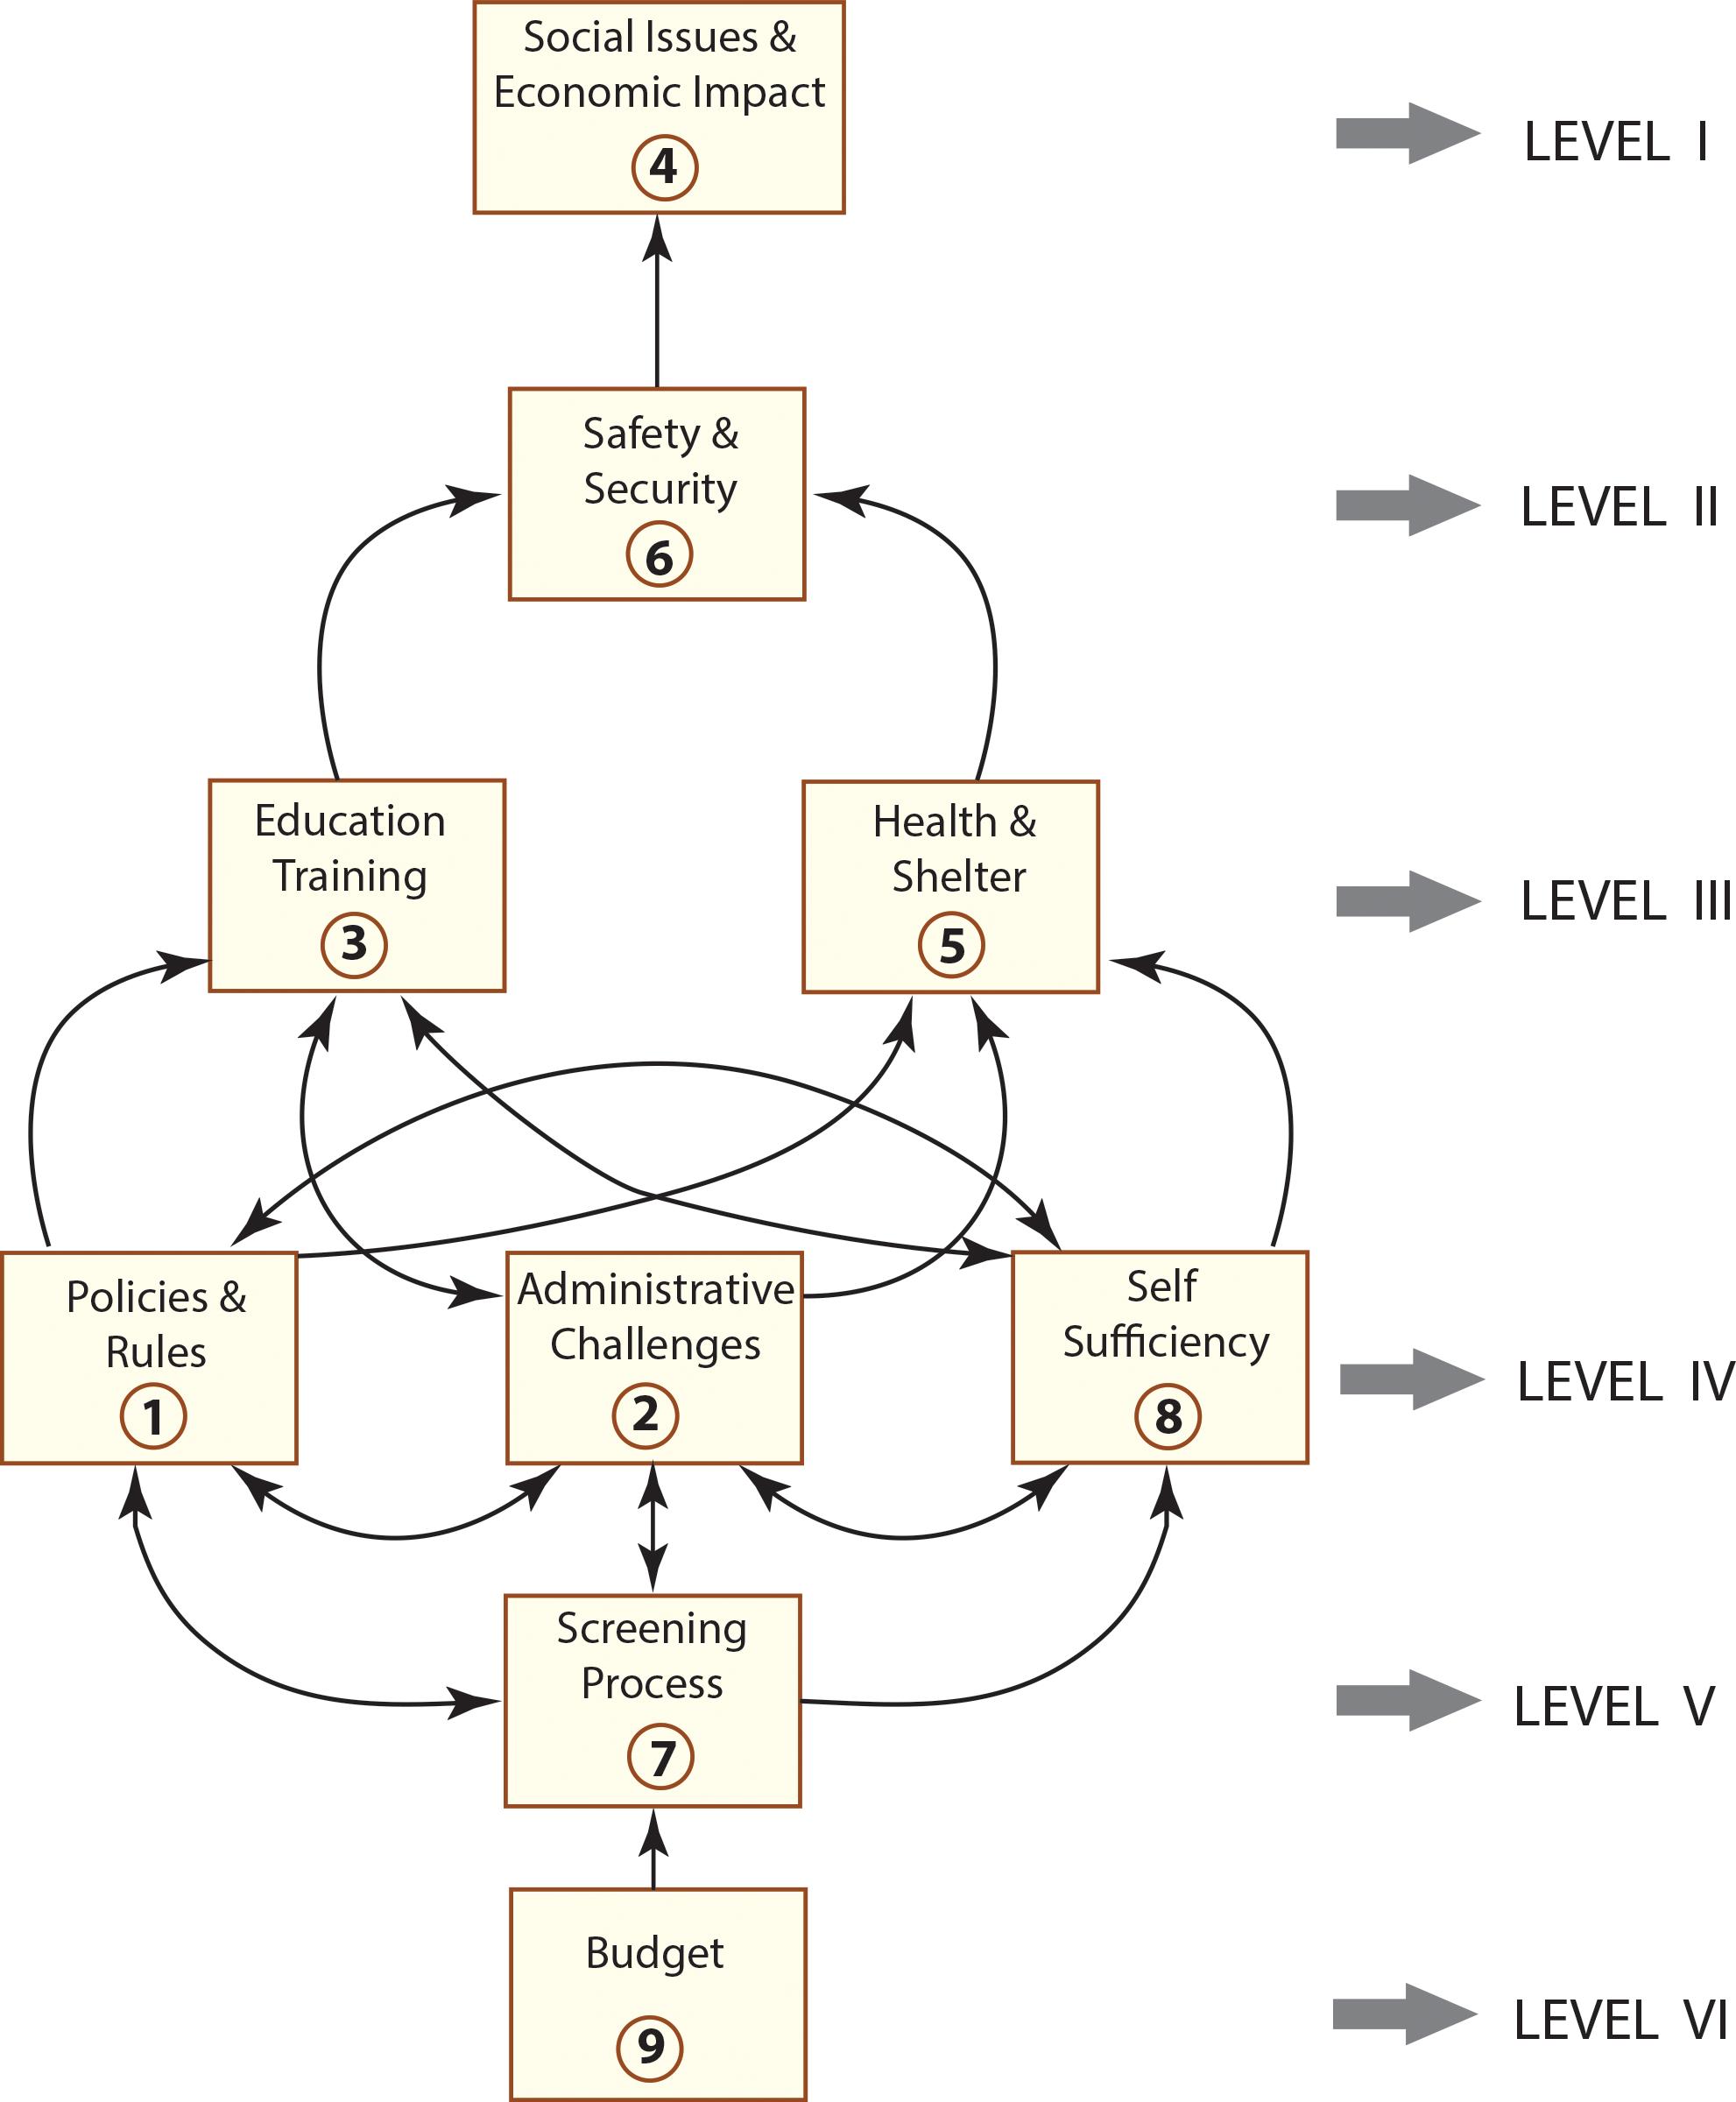 Social Issues &
Economic Impact
4
LEVEL I
Safety &
Security
6
LEVEL II
Education
Training
3
Health &
Shelter
5
LEVEL III
Policies &
Rules
1
Administrative
Challenges
2
Self
Sufficiency
8
LEVEL IV
Screening
Process
7
LEVEL V
Budget
9
LEVEL VI